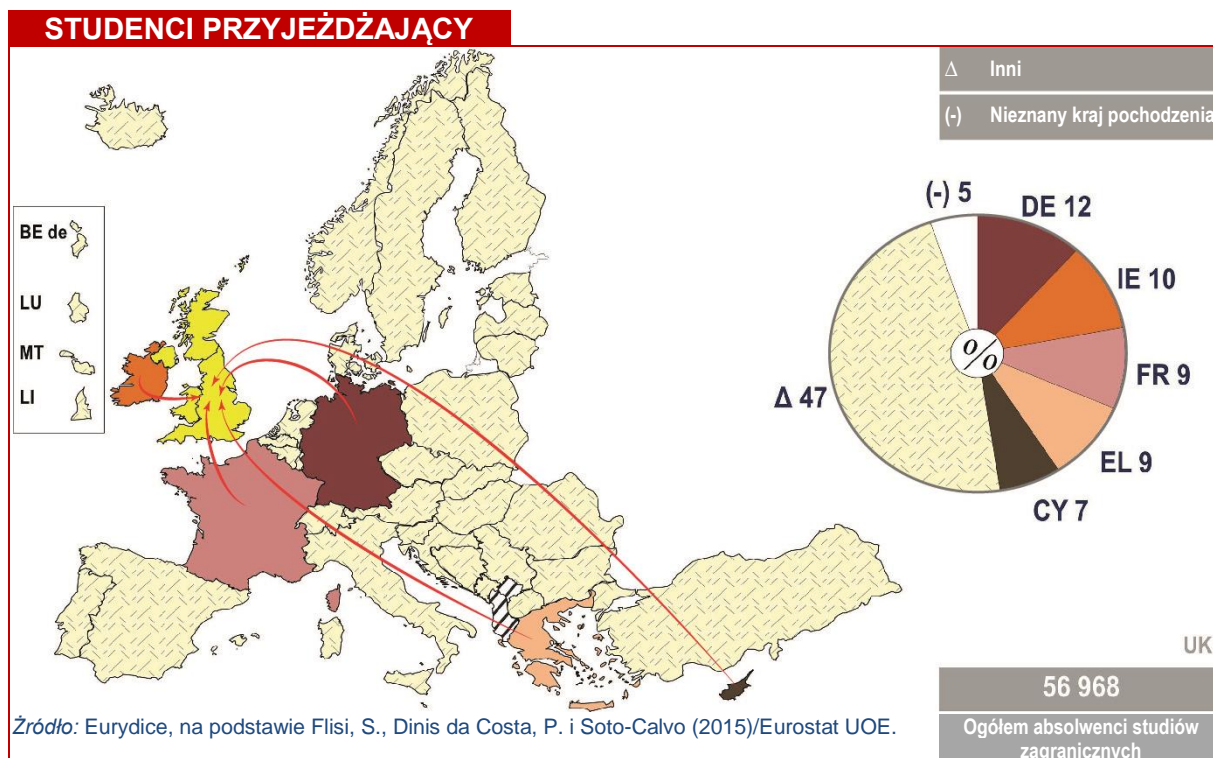 STUDENCI PRZYJEŻDŻAJĄCY
∆ Inni
(-) Nieznany kraj pochodzenia
BE de
LU
MT
LI
(-) 5
DE 12
IE 10
FR 9
EL 9
CY 7
Δ 47
%
UK
56 968
Ogółem absolwenci studiów
zagranicznych
Źródło: Eurydice, na podstawie Flisi, S., Dinis da Costa, P. i Soto-Calvo (2015)/Eurostat UOE.